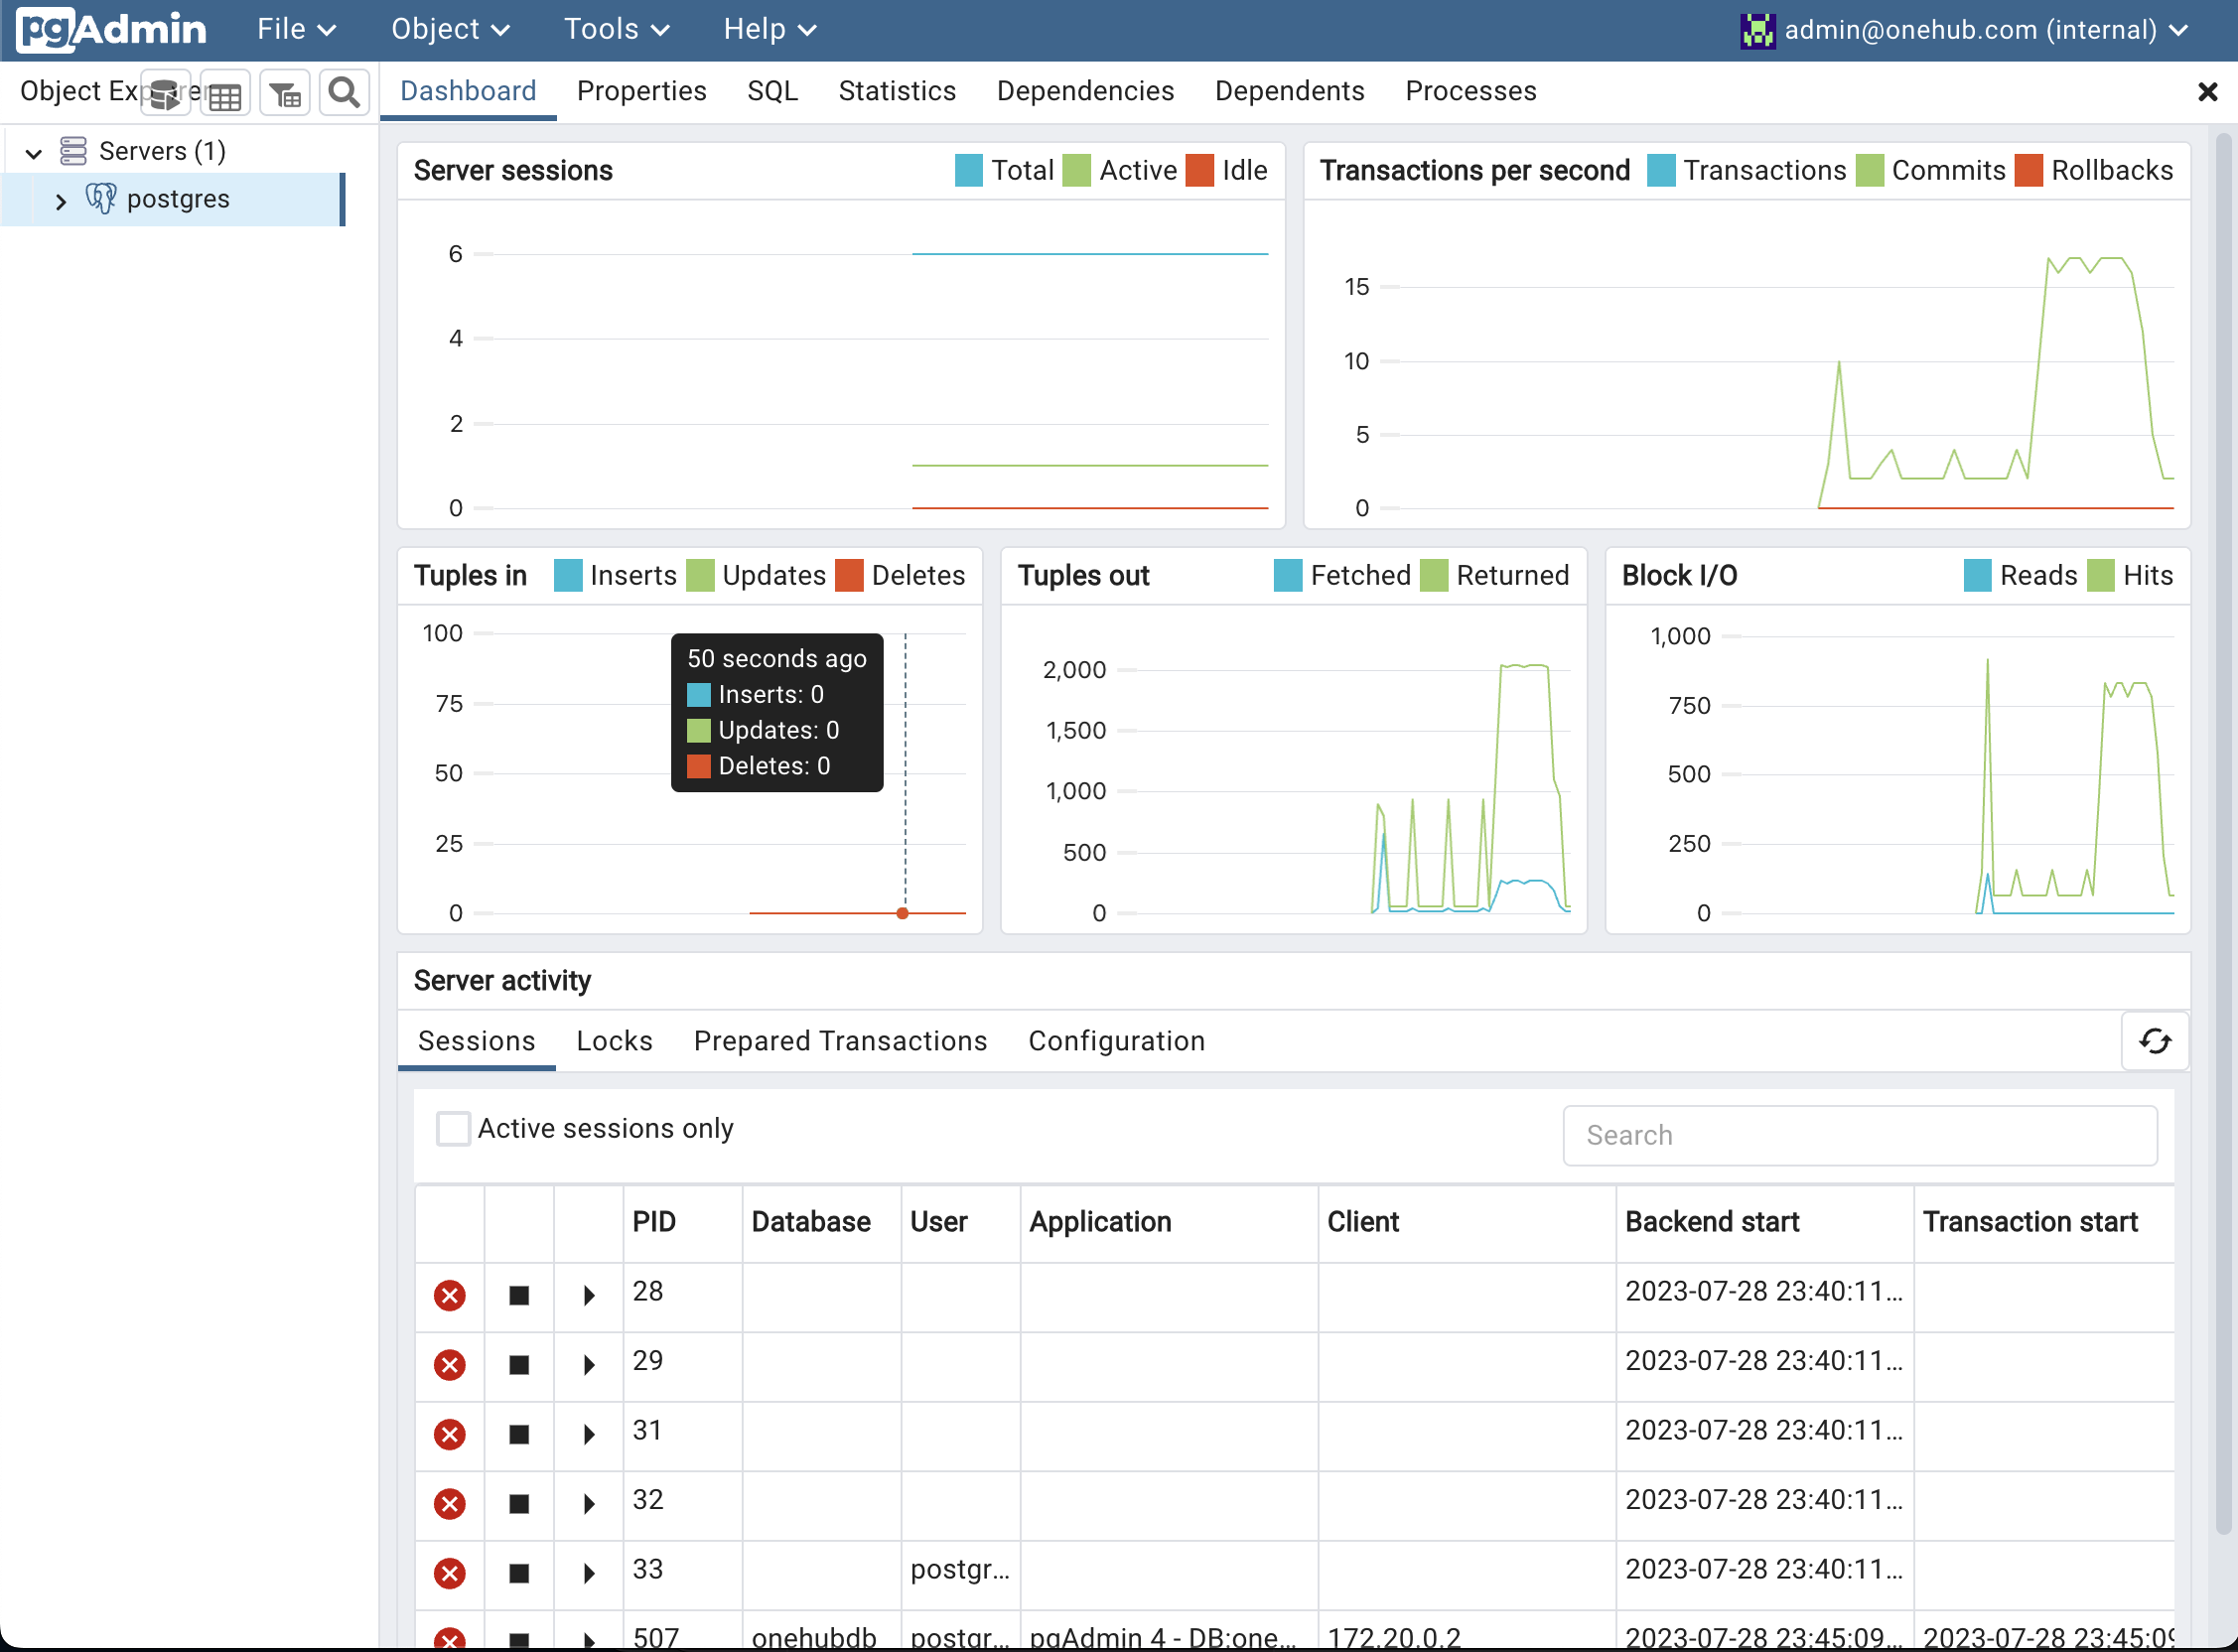 pgAdmin File Object Tools Help admin@onehub.com (internal)
Object Explorer Dashboard Properties SQL Statistics Dependencies Dependents Processes
Servers (1)
postgres
Server sessions Total Active Idle
6
4
2
0
Transactions per second Transactions Commits Rollbacks
15
10
5
0
Tuples in Inserts Updates Deletes
100
75
50
25
0
50 seconds ago
Inserts: 0
Updates: 0
Deletes: 0
Tuples out Fetched Returned
2,000
1,500
1,000
500
0
Block I/O Reads Hits
1,000
750
500
250
0
Server activity
Sessions Locks Prepared Transactions Configuration
Active sessions only Search
PID Database User Application Client Backend start Transaction start
28 2023-07-28 23:40:11...
29 2023-07-28 23:40:11...
31 2023-07-28 23:40:11...
32 2023-07-28 23:40:11...
33 postgr... 2023-07-28 23:40:11...
507 onehubdb postgr... pgAdmin 4 - DB:one... 172.20.0.2 2023-07-28 23:45:09... 2023-07-28 23:45:09